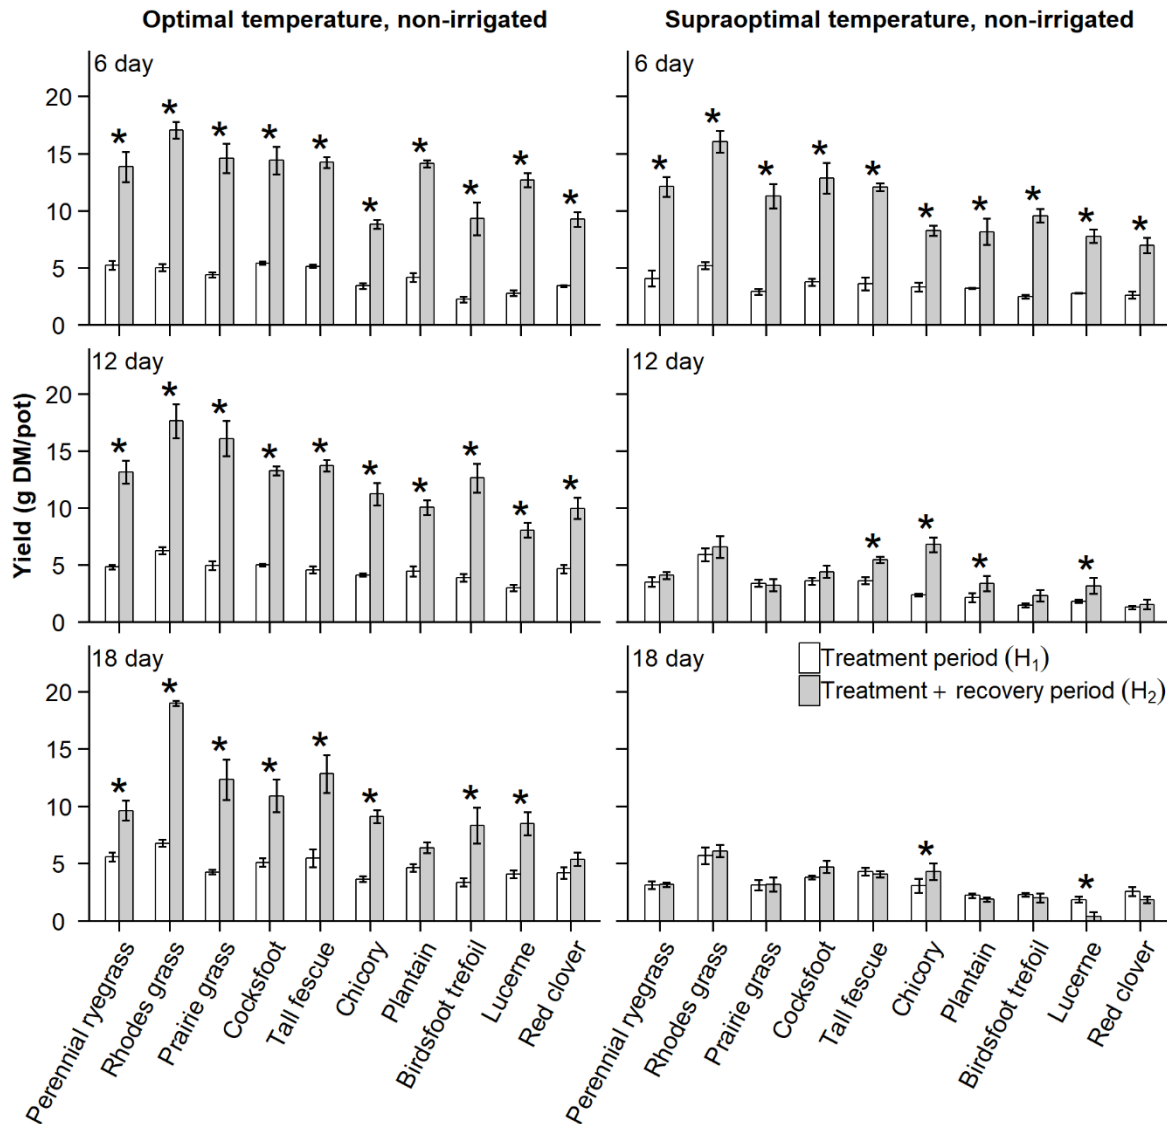 Optimal temperature, non-irrigated
Supraoptimal temperature, non-irrigated
Yield (g DM/pot)
6 day
20
15
10
5
0
* * * * * * * * * *
6 day
* * * * * * * * * *
12 day
20
15
10
5
0
* * * * * * * * * *
12 day
* * * *
18 day
20
15
10
5
0
* * * * * * * *
18 day
Treatment period (H₁)
Treatment + recovery period (H₂)
* *
Perennial ryegrass
Rhodes grass
Prairie grass
Cocksfoot
Tall fescue
Chicory
Plantain
Birdsfoot trefoil
Lucerne
Red clover
Perennial ryegrass
Rhodes grass
Prairie grass
Cocksfoot
Tall fescue
Chicory
Plantain
Birdsfoot trefoil
Lucerne
Red clover